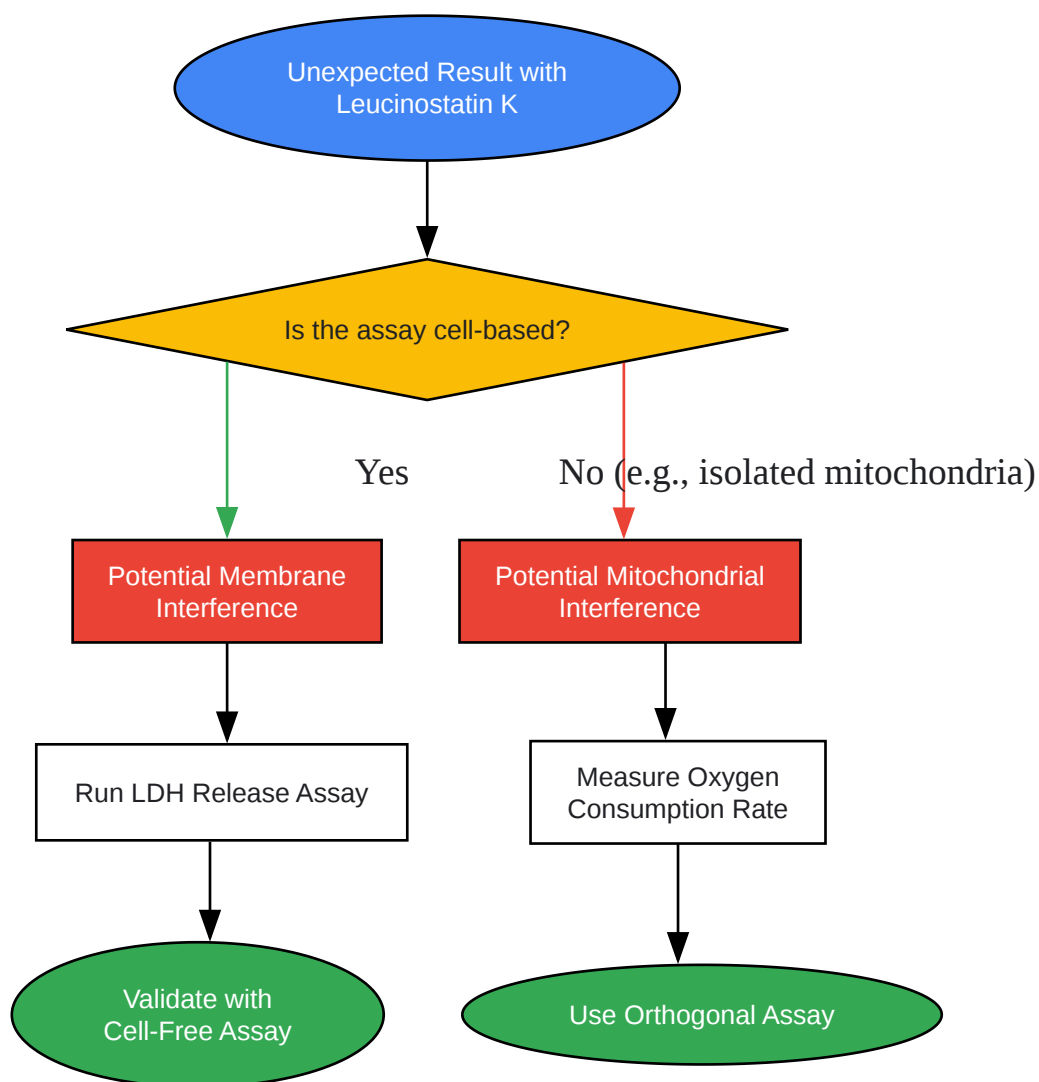 Unexpected Result with
Leucinostatin K
Is the assay cell-based?
Yes
No (e.g., isolated mitochondria)
Potential Membrane
Interference
Potential Mitochondrial
Interference
Run LDH Release Assay
Measure Oxygen
Consumption Rate
Validate with
Cell-Free Assay
Use Orthogonal Assay